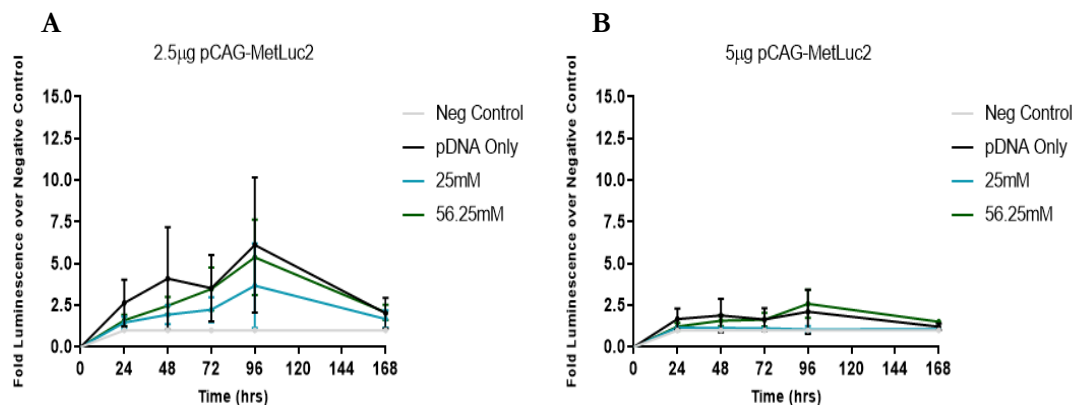 A
2.5µg pCAG-MetLuc2
Fold Luminescence over Negative Control
15.0
12.5
10.0
7.5
5.0
2.5
0.0
0 24 48 72 96 120 144 168
Time (hrs)
Neg Control
pDNA Only
25mM
56.25mM
B
5µg pCAG-MetLuc2
Fold Luminescence over Negative Control
15.0
12.5
10.0
7.5
5.0
2.5
0.0
0 24 48 72 96 120 144 168
Time (hrs)
Neg Control
pDNA Only
25mM
56.25mM